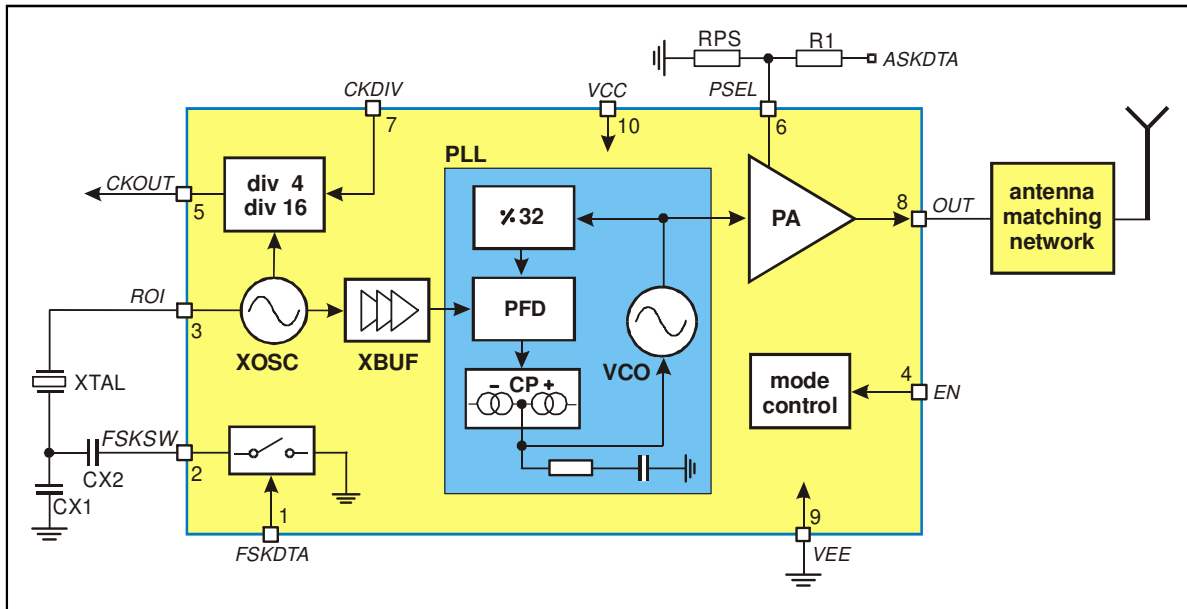 RPS
R1
ASKDTA
CKDIV
VCC
PSEL
7
10
6
PLL
CKOUT
5
div 4
div 16
÷32
PA
8
OUT
antenna
matching
network
ROI
3
XOSC
XBUF
PFD
VCO
XTAL
- CP +
mode
control
4
EN
FSKSW
2
CX2
CX1
1
FSKDTA
9
VEE